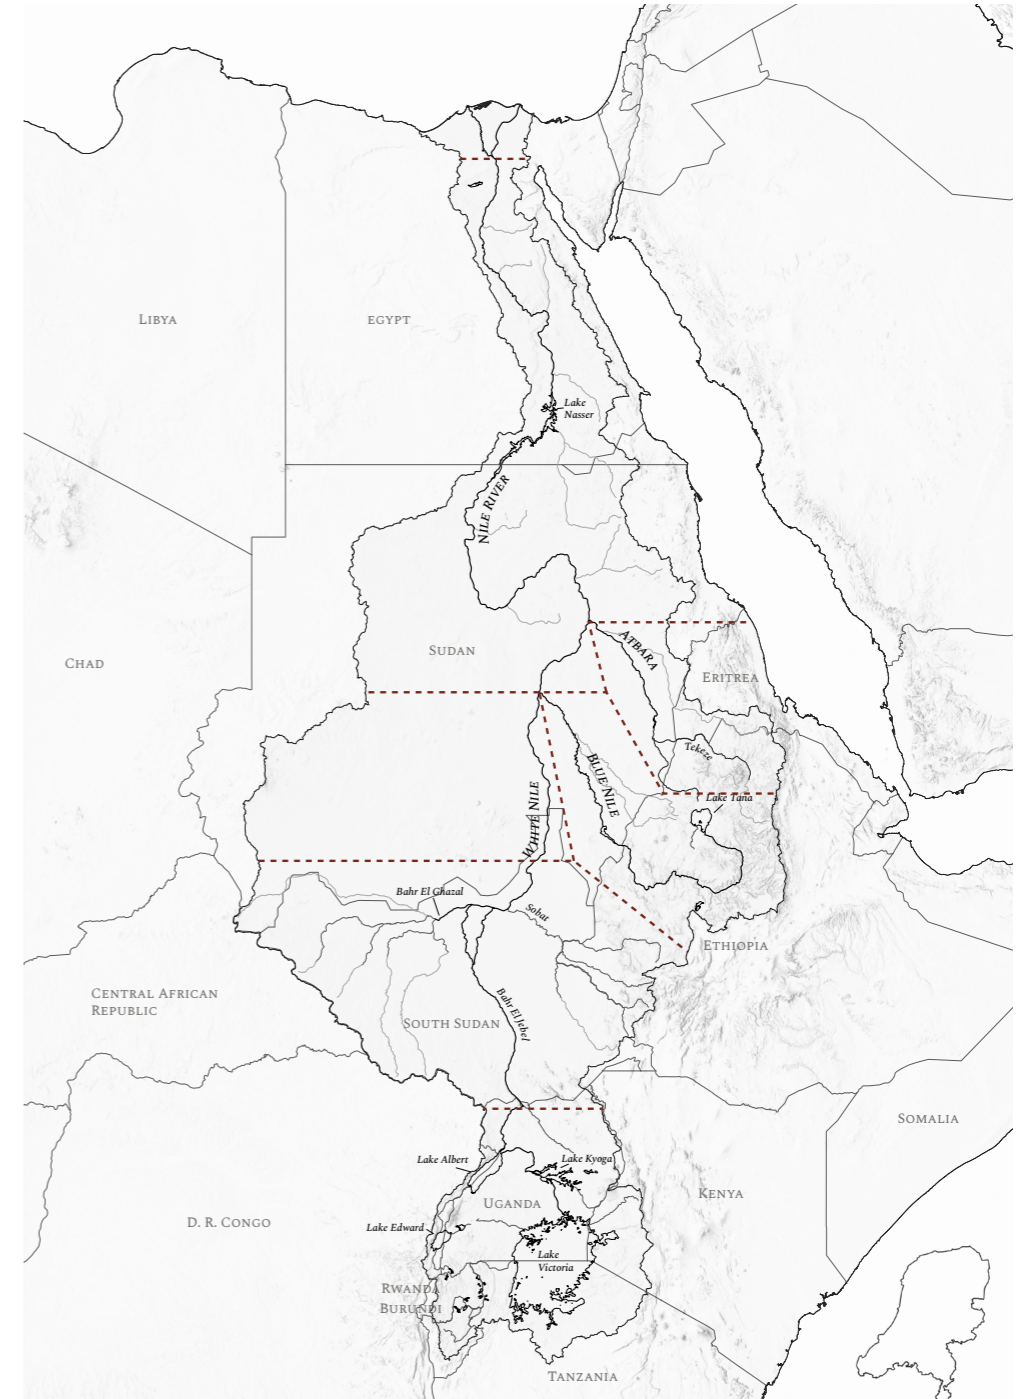 LIBYA
EGYPT
Lake
Nasser
NILE RIVER
SUDAN
ATBARA
CHAD
ERITREA
Tekeze
BLUE NILE
WHITE NILE
Lake Tana
Bahr El Ghazal
Sobat
ETHIOPIA
CENTRAL AFRICAN
REPUBLIC
Bahr El Jebel
SOUTH SUDAN
SOMALIA
Lake Albert
Lake Kyoga
UGANDA
KENYA
D. R. CONGO
Lake Edward
Lake
Victoria
RWANDA
BURUNDI
TANZANIA